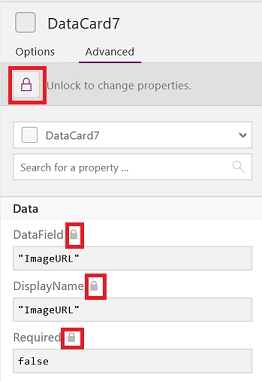 DataCard7
Options Advanced
Unlock to change properties.
DataCard7
Search for a property ...
Data
DataField
"ImageURL"
DisplayName
"ImageURL"
Required
false